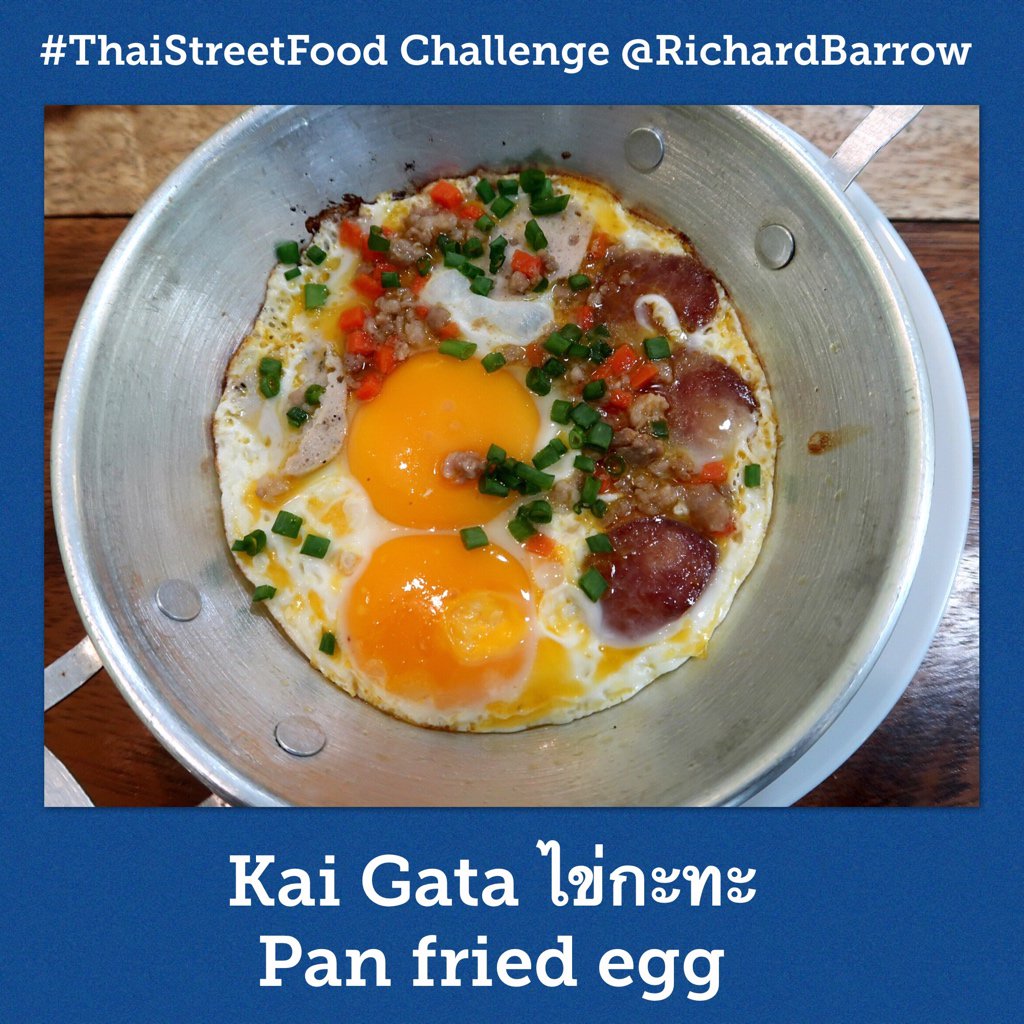 #ThaiStreetFood Challenge @RichardBarrow
Kai Gata ไข่กะทะ
Pan fried egg